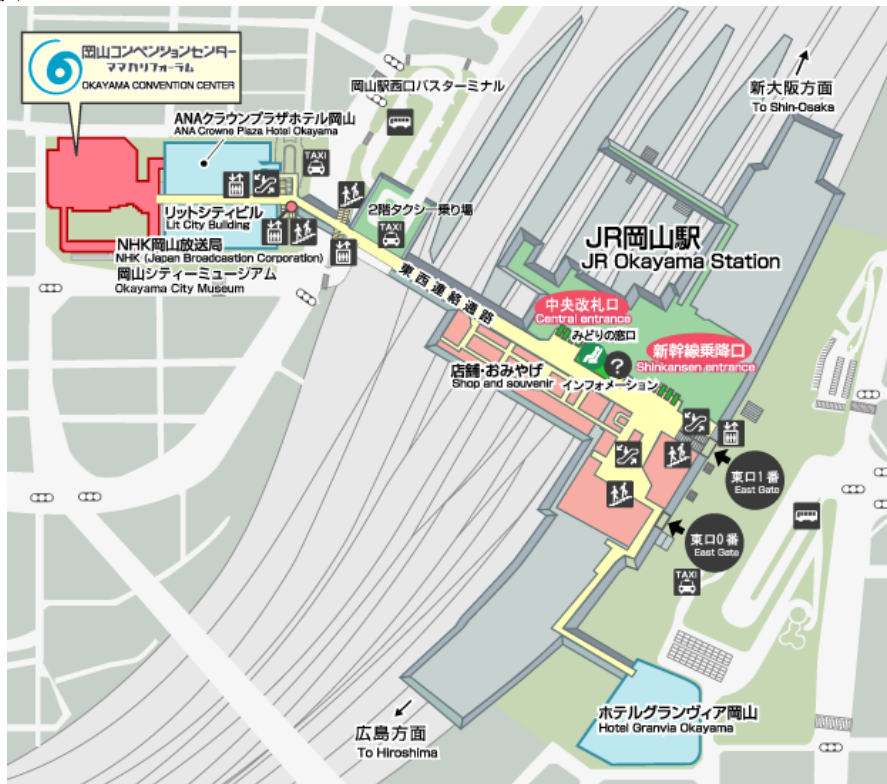 岡山コンベンションセンター
ママカリフォーラム
OKAYAMA CONVENTION CENTER
岡山駅西口バスターミナル
新大阪方面
To Shin-Osaka
ANAクラウンプラザホテル岡山
ANA Crowne Plaza Hotel Okayama
TAXI
2階タクシー乗り場
TAXI
リットシティビル
Lit City Building
NHK岡山放送局
NHK (Japan Broadcastion Corporation)
岡山シティーミュージアム
Okayama City Museum
JR岡山駅
JR Okayama Station
東西連絡通路
中央改札口
Central entrance
みどりの窓口
新幹線乗降口
Shinkansen entrance
?
インフォメーション
店舗・おみやげ
Shop and souvenir
東口1番
East Gate
東口0番
East Gate
TAXI
ホテルグランヴィア岡山
Hotel Granvia Okayama
広島方面
To Hiroshima